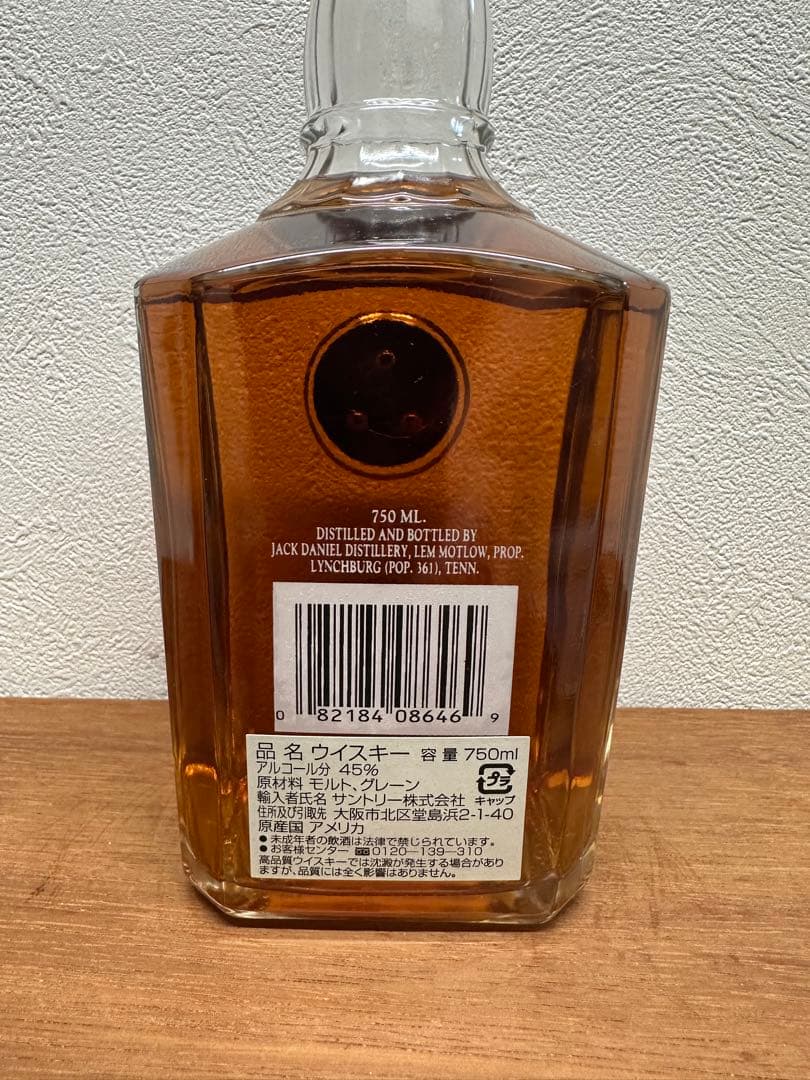 750 ML.
DISTILLED AND BOTTLED BY
JACK DANIEL DISTILLERY, LEM MOTLOW, PROP.
LYNCHBURG (POP. 361), TENN.
0 82184 08646 9
品名 ウイスキー 容量 750ml
アルコール分 45%
原材料 モルト、グレーン
プラ
輸入者氏名 サントリー株式会社 キャップ
住所及び引取先 大阪市北区堂島浜2-1-40
原産国 アメリカ
● 未成年者の飲酒は法律で禁じられています。
● お客様センター 0120-139-310
高品質ウイスキーでは沈澱が発生する場合があり
ますが、品質には全く影響はありません。